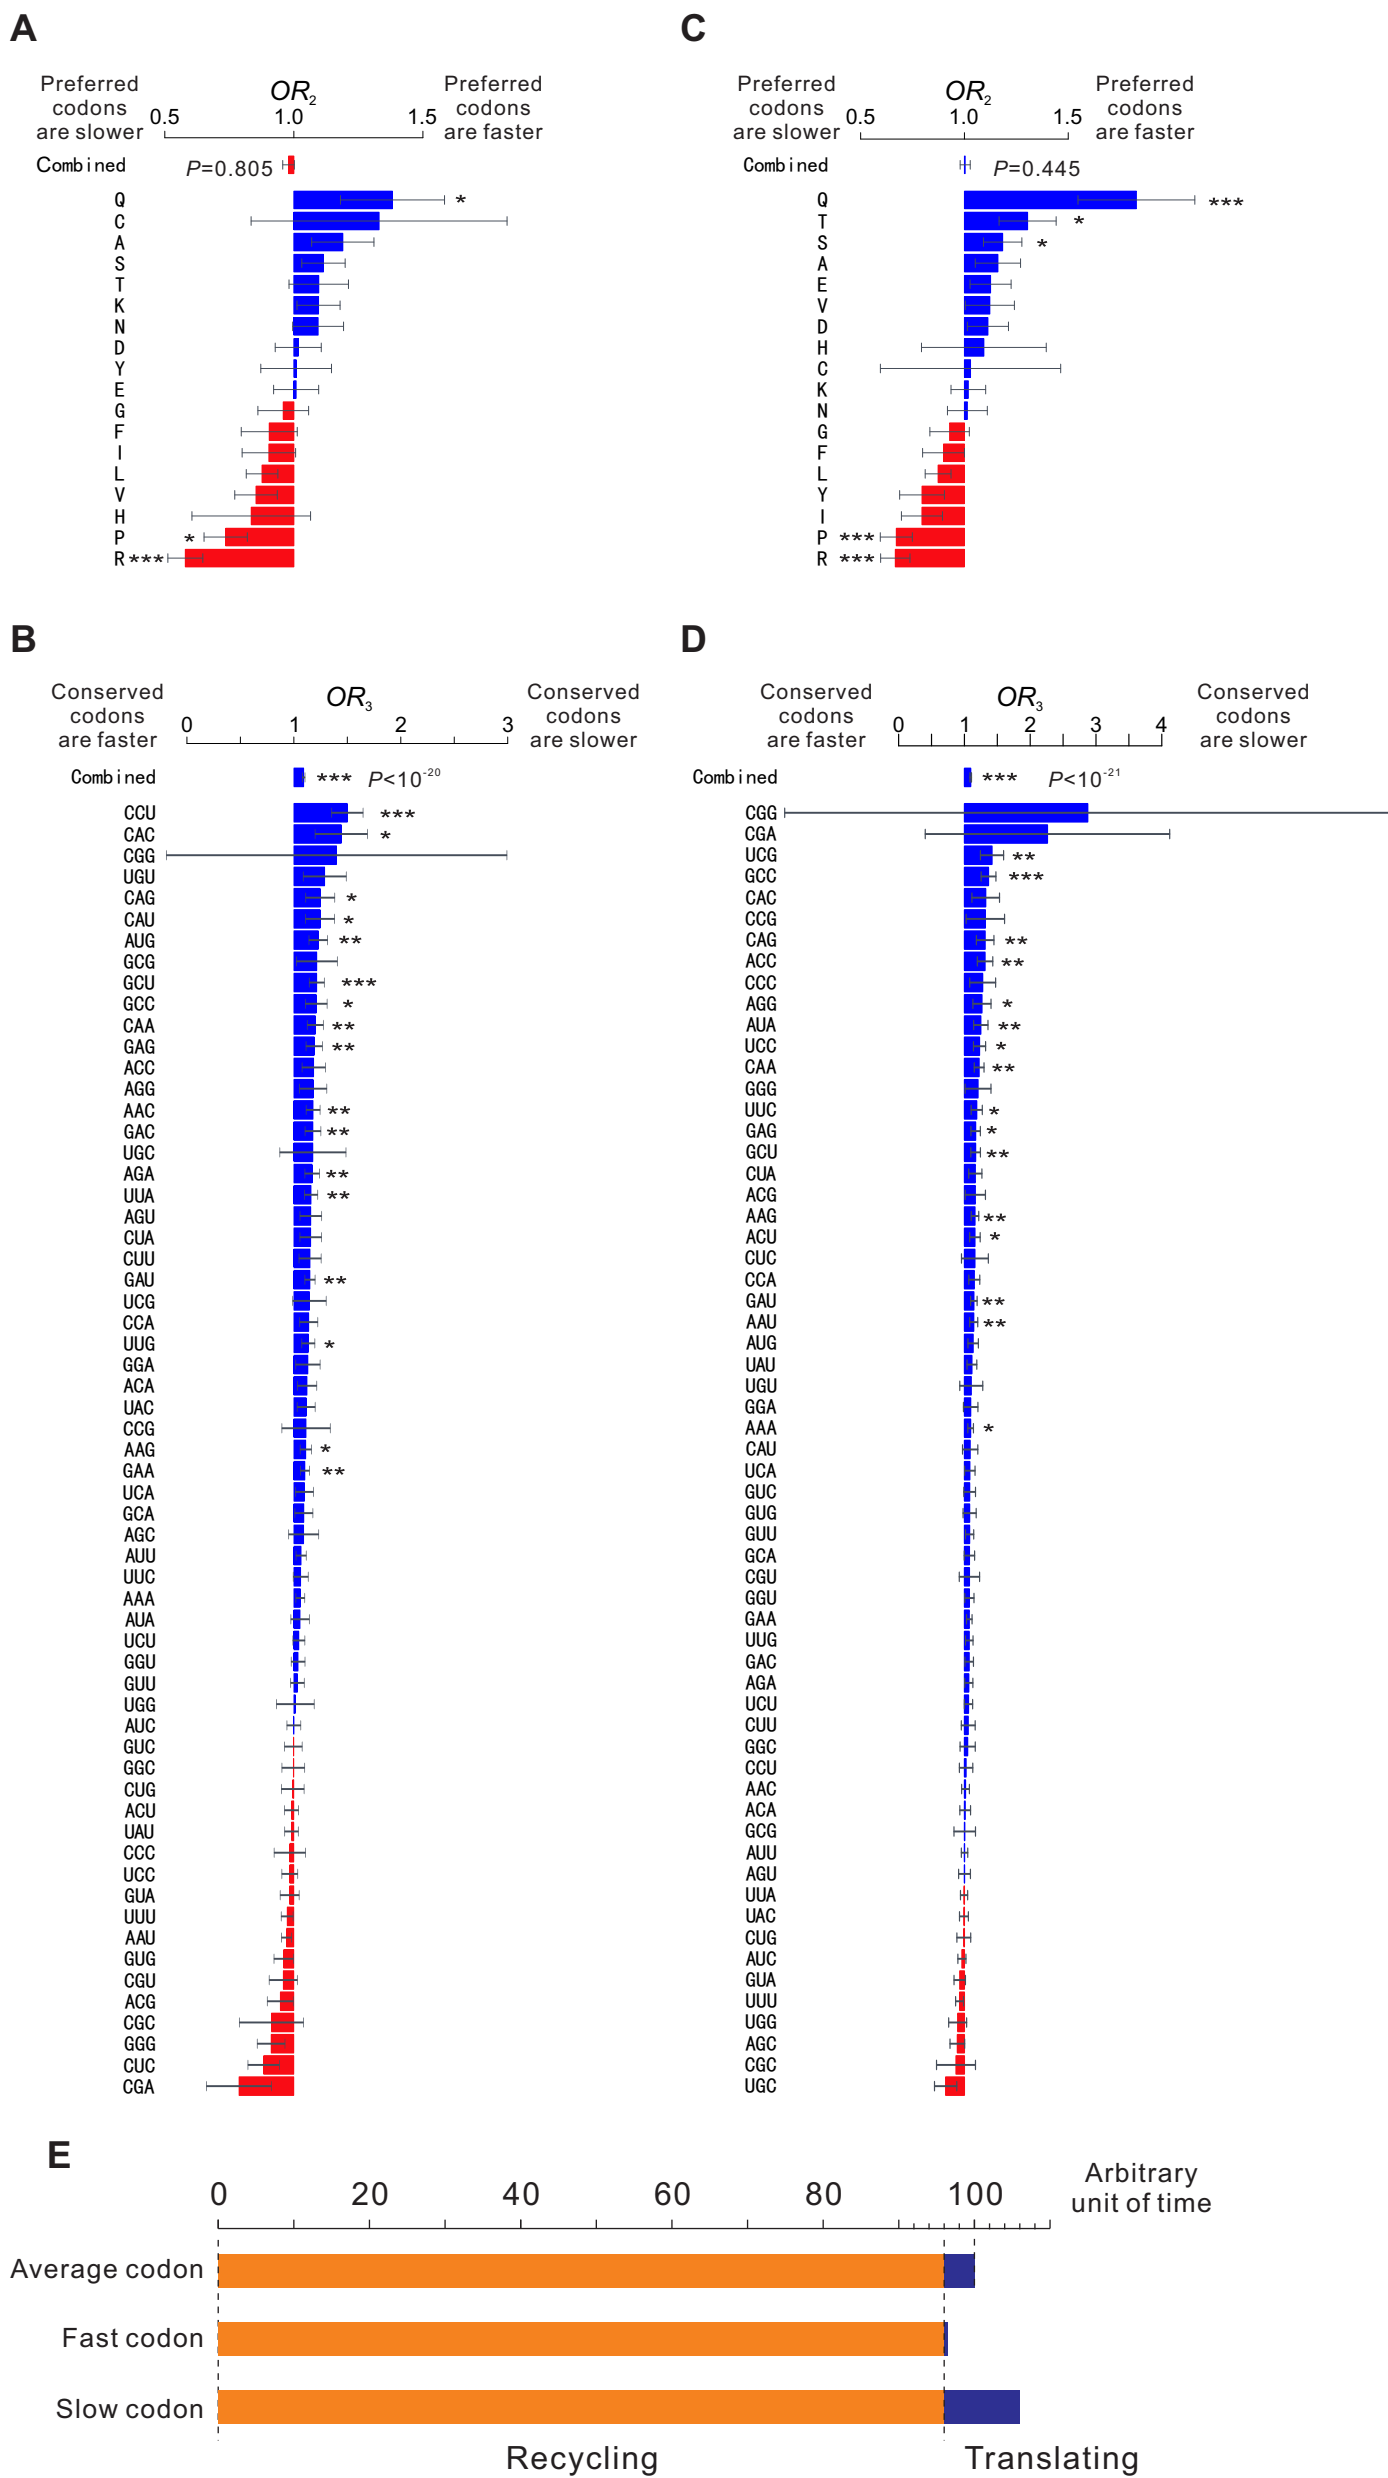 A
Preferred codons are slower
OR2
Preferred codons are faster
0.5 1.0 1.5
Combined P=0.805
Q *
C
A
S
T
K
N
D
Y
E
G
F
I
L
V
H
P *
R ***
C
Preferred codons are slower
OR2
Preferred codons are faster
0.5 1.0 1.5
Combined P=0.445
Q ***
T *
S *
A
E
V
D
H
C
K
N
G
F
L
Y
I
P ***
R ***
B
Conserved codons are faster
OR3
Conserved codons are slower
0 1 2 3
Combined *** P<10-20
CCU ***
CAC *
CGG
UGU
CAG *
CAU *
AUG **
GCG
GCU ***
GCC *
CAA **
GAG **
ACC
AGG
AAC **
GAC **
UGC
AGA **
UUA **
AGU
CUA
CUU
GAU **
UCG
CCA
UUG *
GGA
ACA
UAC
CCG
AAG *
GAA **
UCA
GCA
AGC
AUU
UUC
AAA
AUA
UCU
GGU
GUU
UGG
AUC
GUC
GGC
CUG
ACU
UAU
CCC
UCC
GUA
UUU
AAU
GUG
CGU
ACG
CGC
GGG
CUC
CGA
D
Conserved codons are faster
OR3
Conserved codons are slower
0 1 2 3 4
Combined *** P<10-21
CGG
CGA
UCG **
GCC ***
CAC
CCG
CAG **
ACC **
CCC
AGG *
AUA **
UCC *
CAA **
GGG
UUC *
GAG *
GCU **
CUA
ACG
AAG **
ACU *
CUC
CCA
GAU **
AAU **
AUG
UAU
UGU
GGA
AAA *
CAU
UCA
GUC
GUG
GUU
GCA
CGU
GGU
GAA
UUG
GAC
AGA
UCU
CUU
GGC
CCU
AAC
ACA
GCG
AUU
AGU
UUA
UAC
CUG
AUC
GUA
UUU
UGG
AGC
CGC
UGC
E
0 20 40 60 80 100
Arbitrary unit of time
Average codon
Fast codon
Slow codon
Recycling Translating